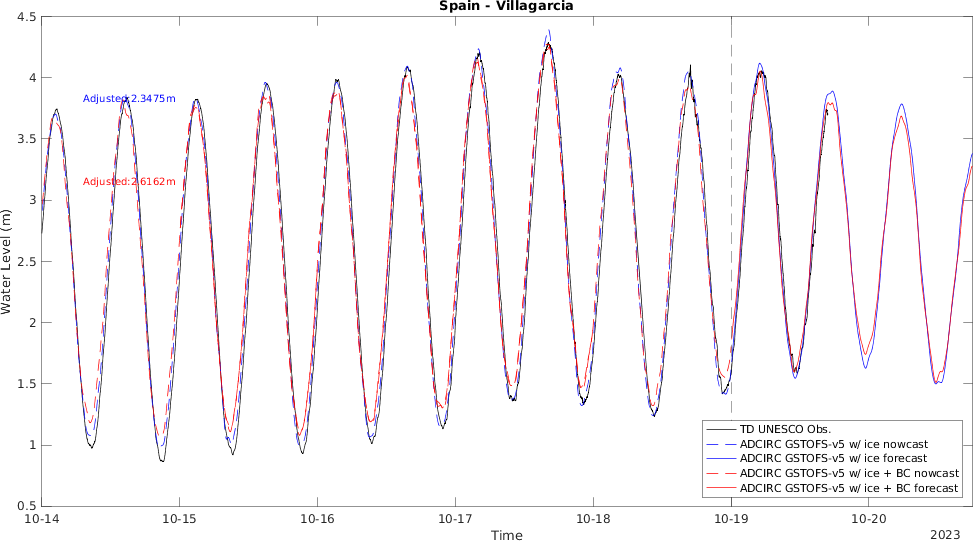 Spain - Villagarcia
4.5
4
3.5
3
2.5
2
1.5
1
0.5
Water Level (m)
Adjusted:2.3475m
Adjusted:2.6162m
TD UNESCO Obs.
ADCIRC GSTOFS-v5 w/ ice nowcast
ADCIRC GSTOFS-v5 w/ ice forecast
ADCIRC GSTOFS-v5 w/ ice + BC nowcast
ADCIRC GSTOFS-v5 w/ ice + BC forecast
10-14 10-15 10-16 10-17 10-18 10-19 10-20
Time
2023